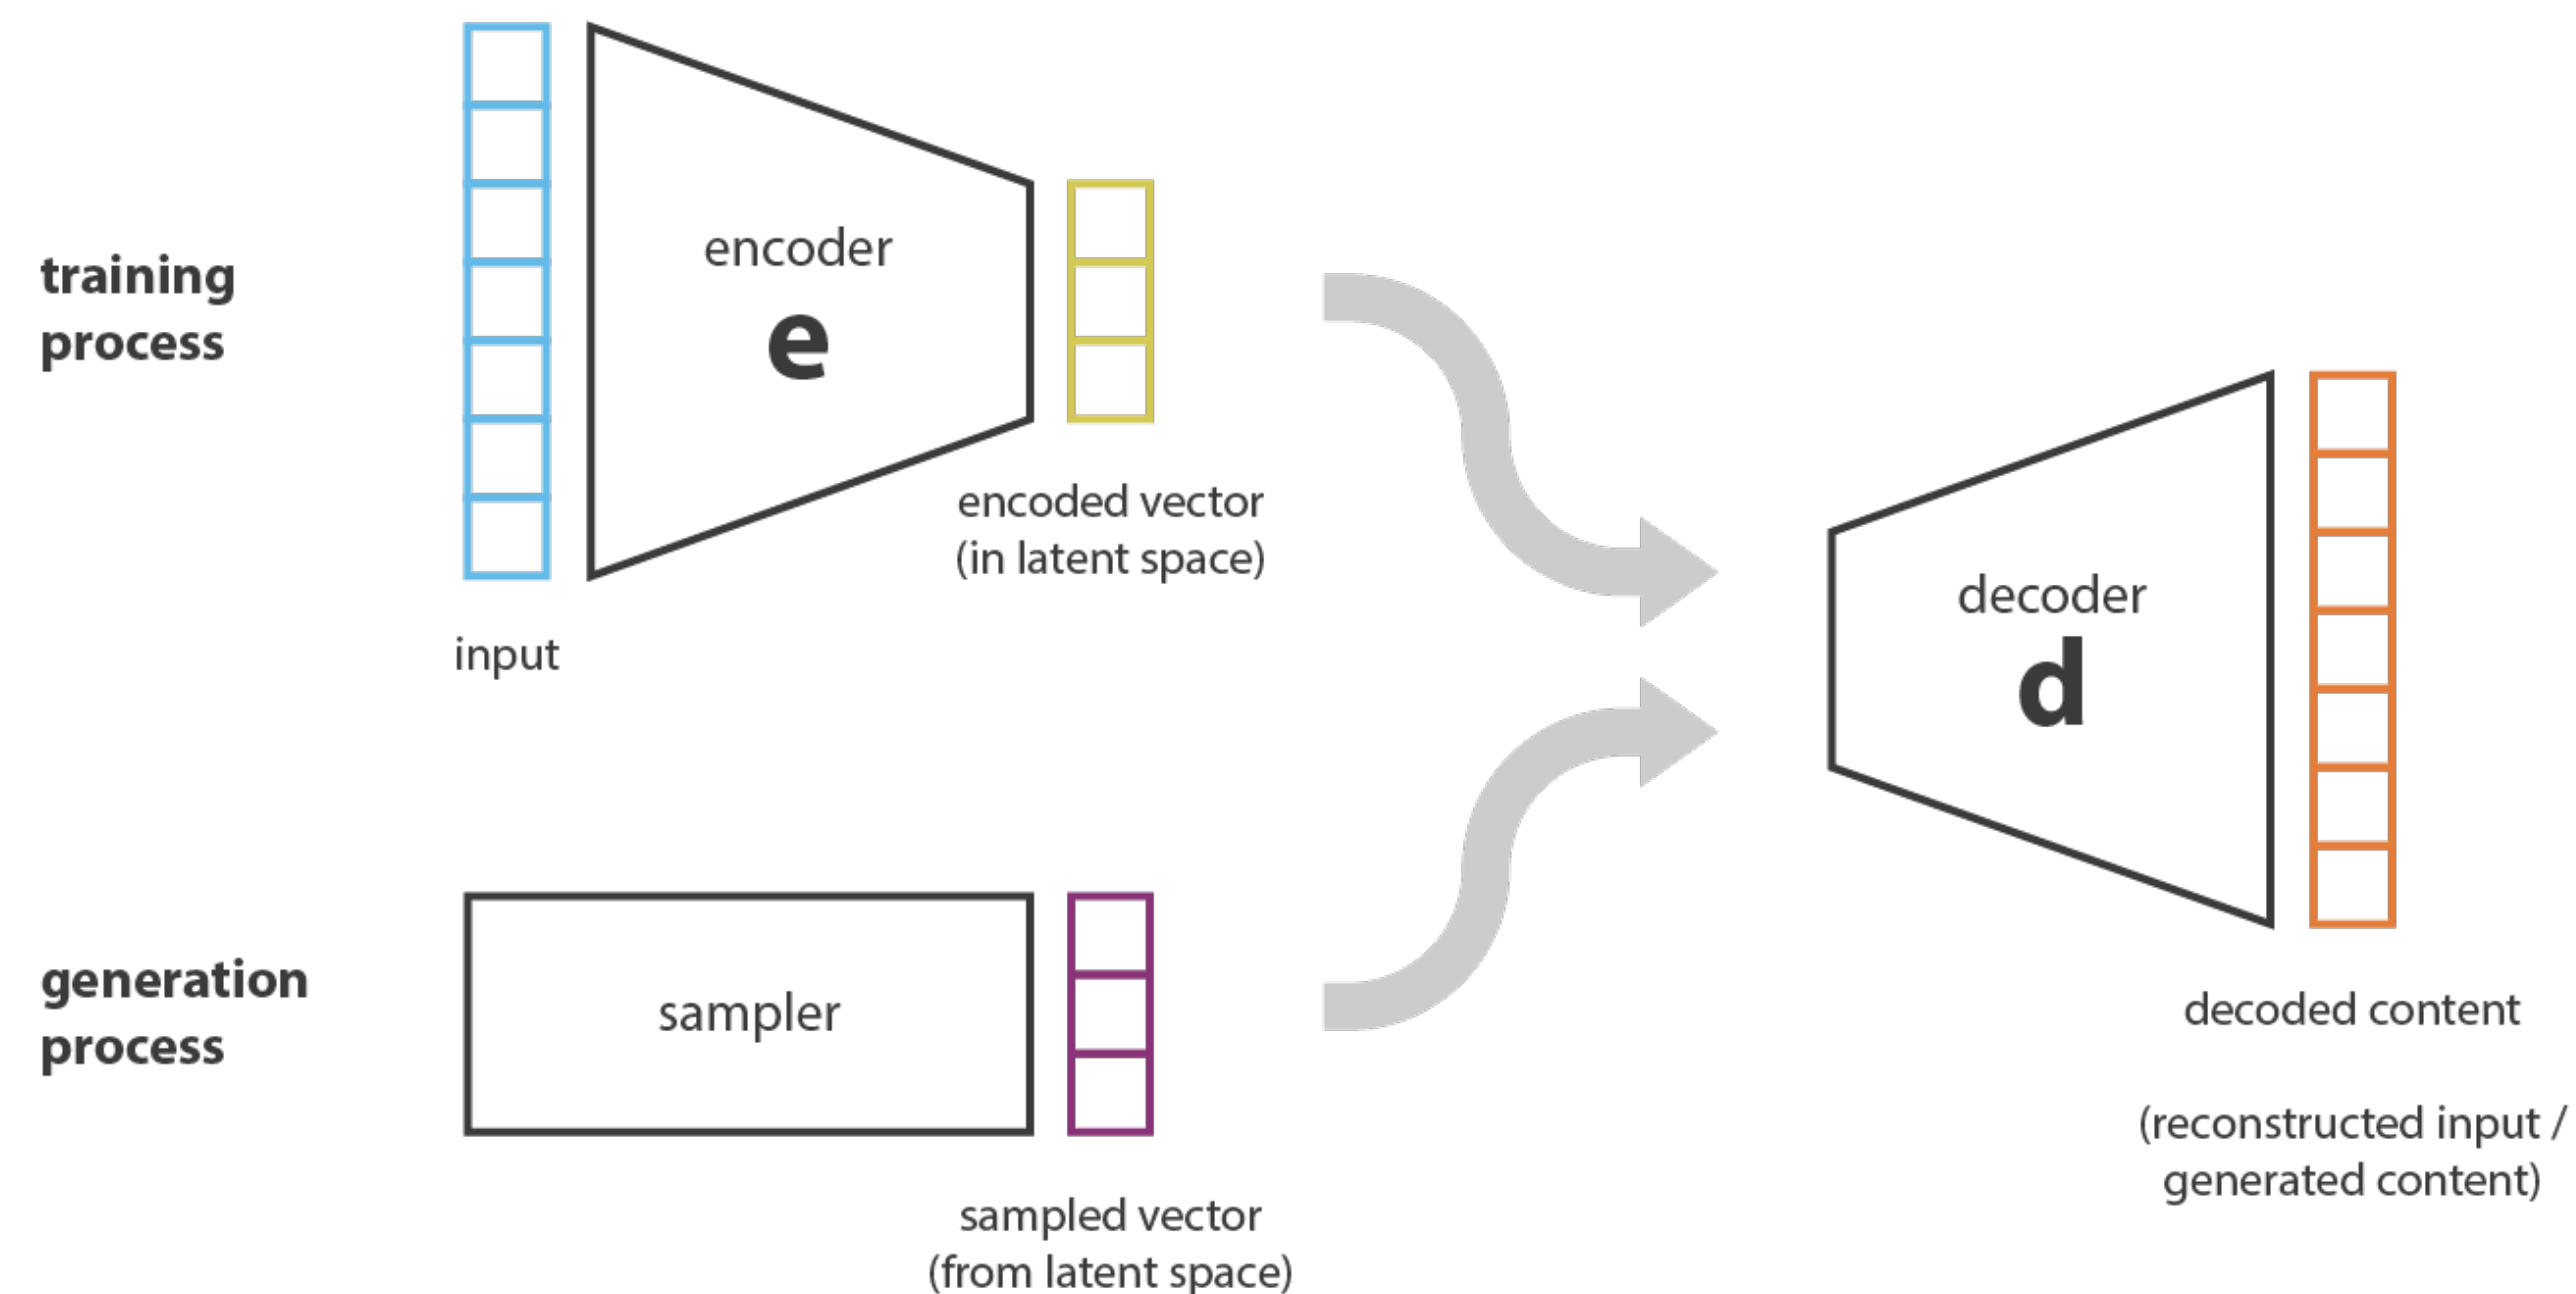 training
process
encoder
e
encoded vector
(in latent space)
input
decoder
d
generation
process
sampler
sampled vector
(from latent space)
decoded content
(reconstructed input /
generated content)